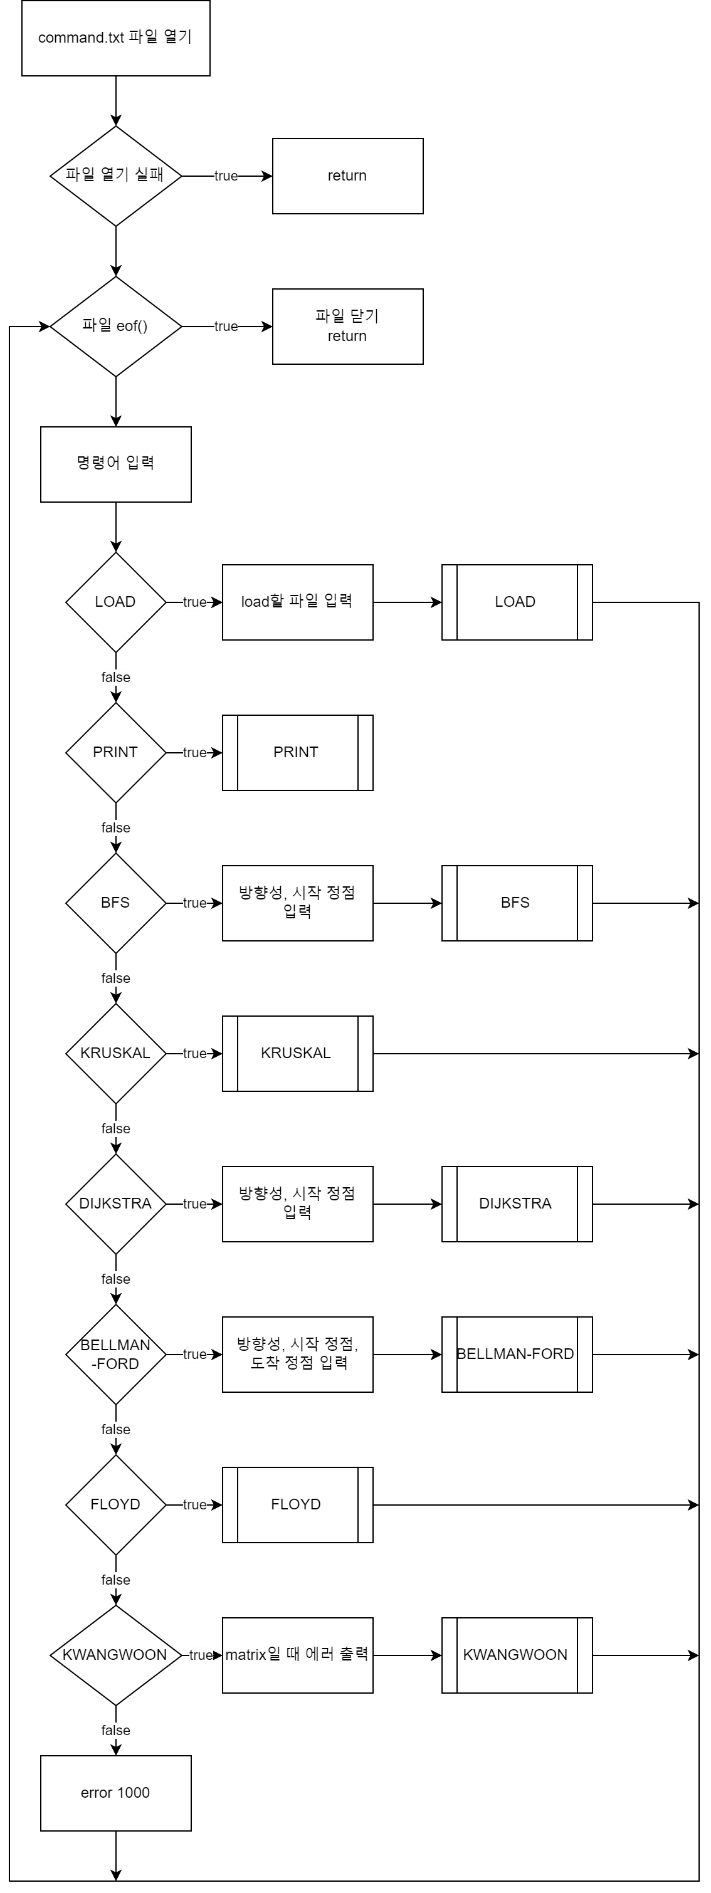 command.txt 파일 열기
파일 열기 실패
true
return
파일 eof()
true
파일 닫기
return
명령어 입력
LOAD
true
load할 파일 입력
LOAD
false
PRINT
true
PRINT
false
BFS
true
방향성, 시작 정점
입력
BFS
false
KRUSKAL
true
KRUSKAL
false
DIJKSTRA
true
방향성, 시작 정점
입력
DIJKSTRA
false
BELLMAN
-FORD
true
방향성, 시작 정점,
도착 정점 입력
BELLMAN-FORD
false
FLOYD
true
FLOYD
false
KWANGWOON
true
matrix일 때 에러 출력
KWANGWOON
false
error 1000